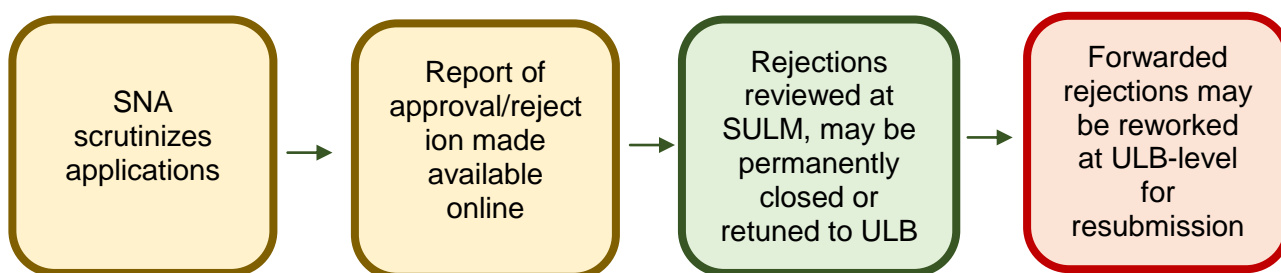 SNA
scrutinizes
applications
Report of
approval/reject
ion made
available
online
Rejections
reviewed at
SULM, may be
permanently
closed or
retuned to ULB
Forwarded
rejections may
be reworked
at ULB-level
for
resubmission